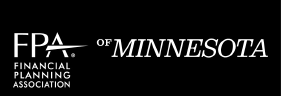 FPA® OF MINNESOTA
FINANCIAL
PLANNING
ASSOCIATION